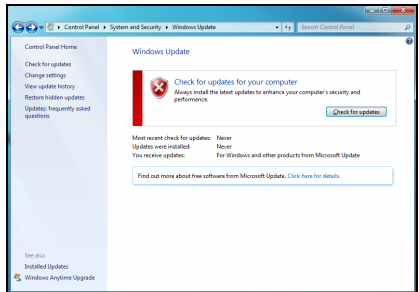 Control Panel ▸ System and Security ▸ Windows Update
Search Control Panel
Control Panel Home
Check for updates
Change settings
View update history
Restore hidden updates
Updates: frequently asked
questions
See also
Installed Updates
Windows Anytime Upgrade
Windows Update
Check for updates for your computer
Always install the latest updates to enhance your computer's security and
performance.
Check for updates
Most recent check for updates: Never
Updates were installed: Never
You receive updates: For Windows and other products from Microsoft Update
Find out more about free software from Microsoft Update. Click here for details.